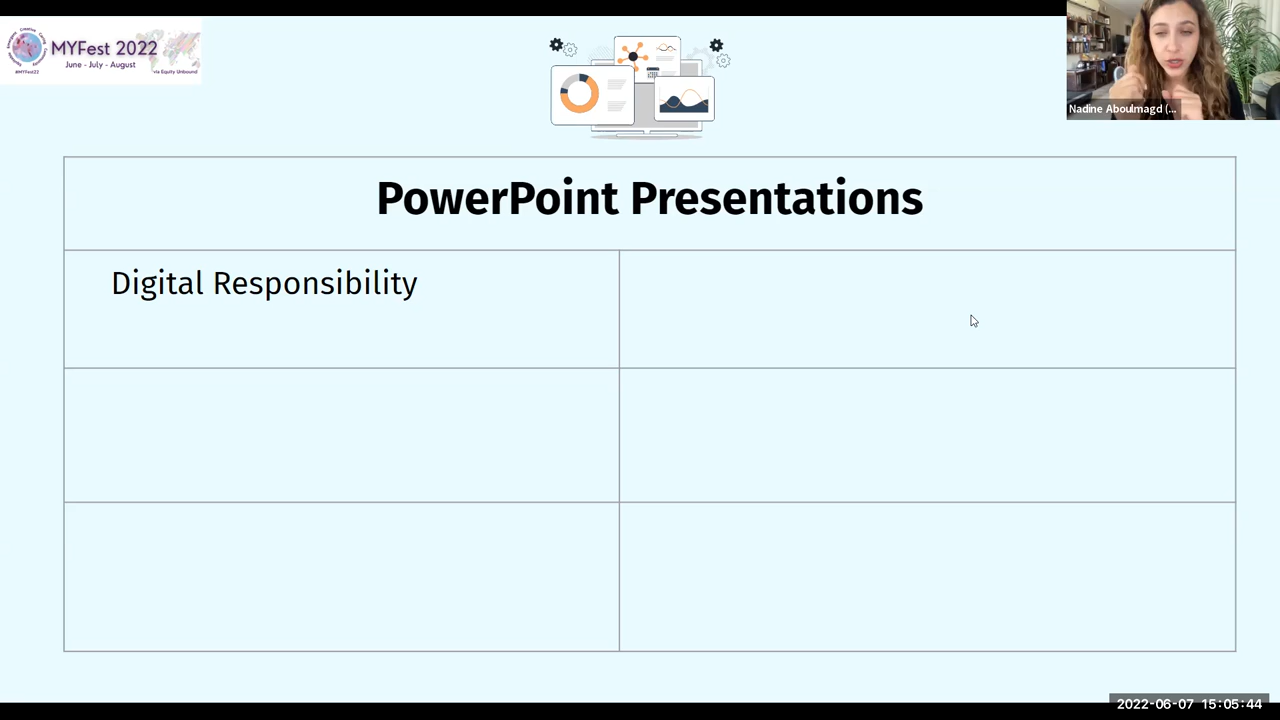 MYFest 2022
June - July - August
#MYFest22
via Equity Unbound
Nadine Aboulmagd (...
PowerPoint Presentations
Digital Responsibility
2022-06-07 15:05:44